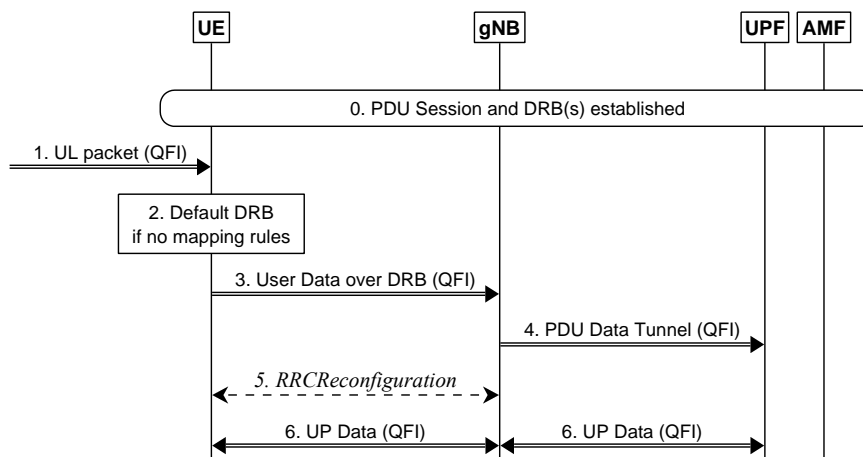 UE
gNB
UPF
AMF
0. PDU Session and DRB(s) established
1. UL packet (QFI)
2. Default DRB
if no mapping rules
3. User Data over DRB (QFI)
4. PDU Data Tunnel (QFI)
5. RRCReconfiguration
6. UP Data (QFI)
6. UP Data (QFI)